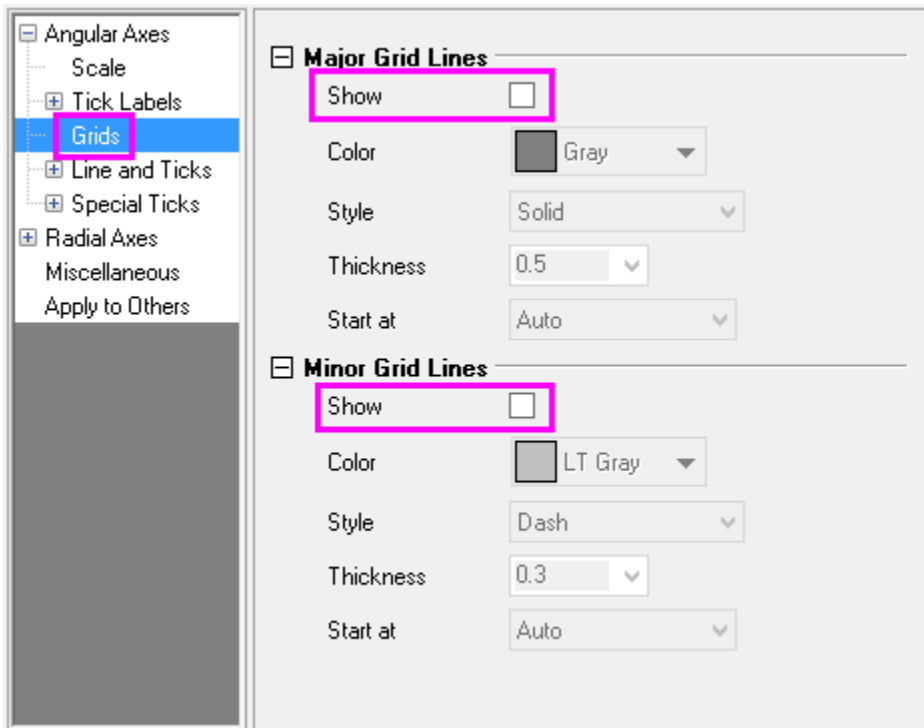 Angular Axes
Scale
Tick Labels
Grids
Line and Ticks
Special Ticks
Radial Axes
Miscellaneous
Apply to Others
Major Grid Lines
Show
Color Gray
Style Solid
Thickness 0.5
Start at Auto
Minor Grid Lines
Show
Color LT Gray
Style Dash
Thickness 0.3
Start at Auto